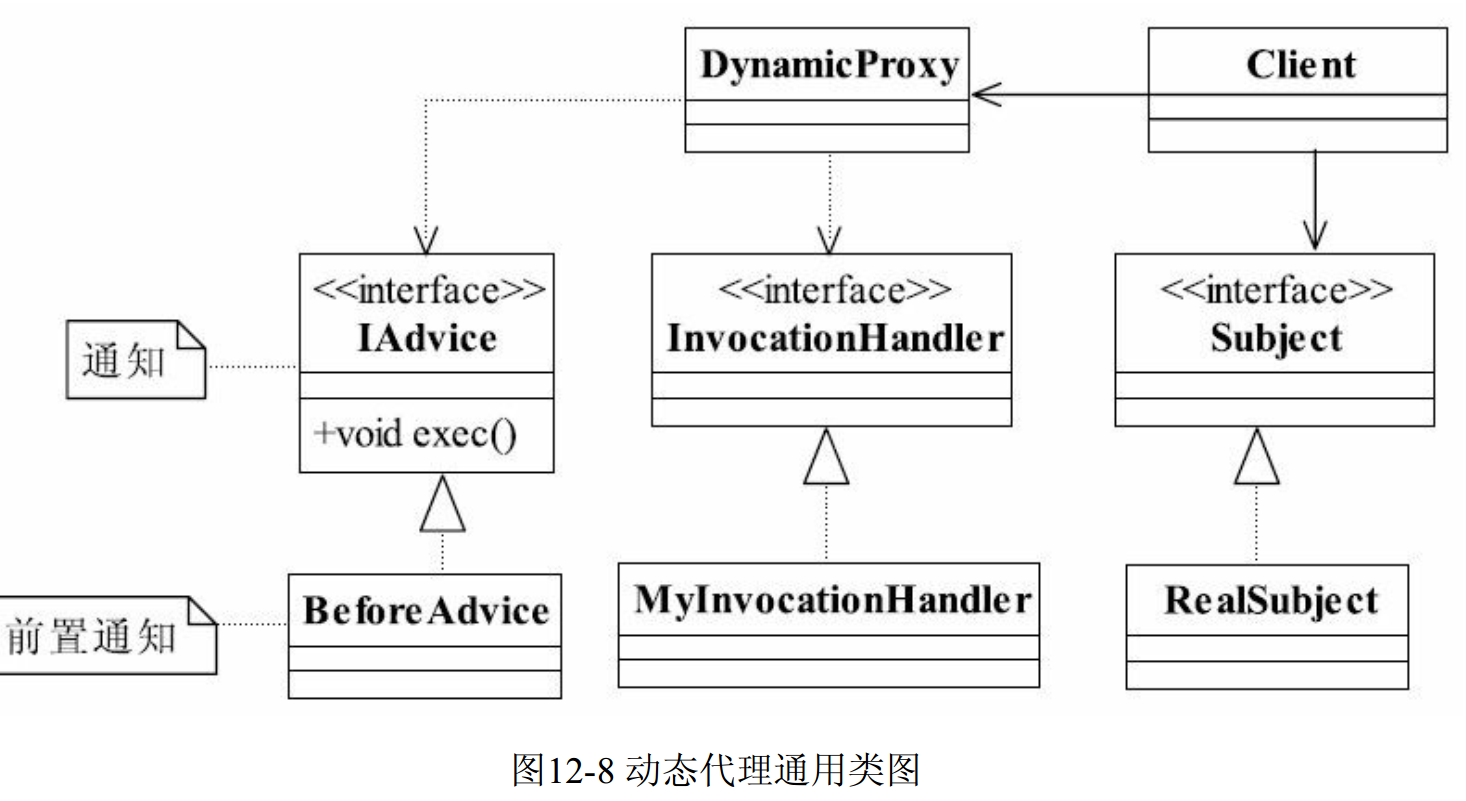 DynamicProxy
Client
<<interface>>
IAdvice
+void exec()
<<interface>>
InvocationHandler
<<interface>>
Subject
通知
BeforeAdvice
MyInvocationHandler
RealSubject
前置通知
图12-8 动态代理通用类图